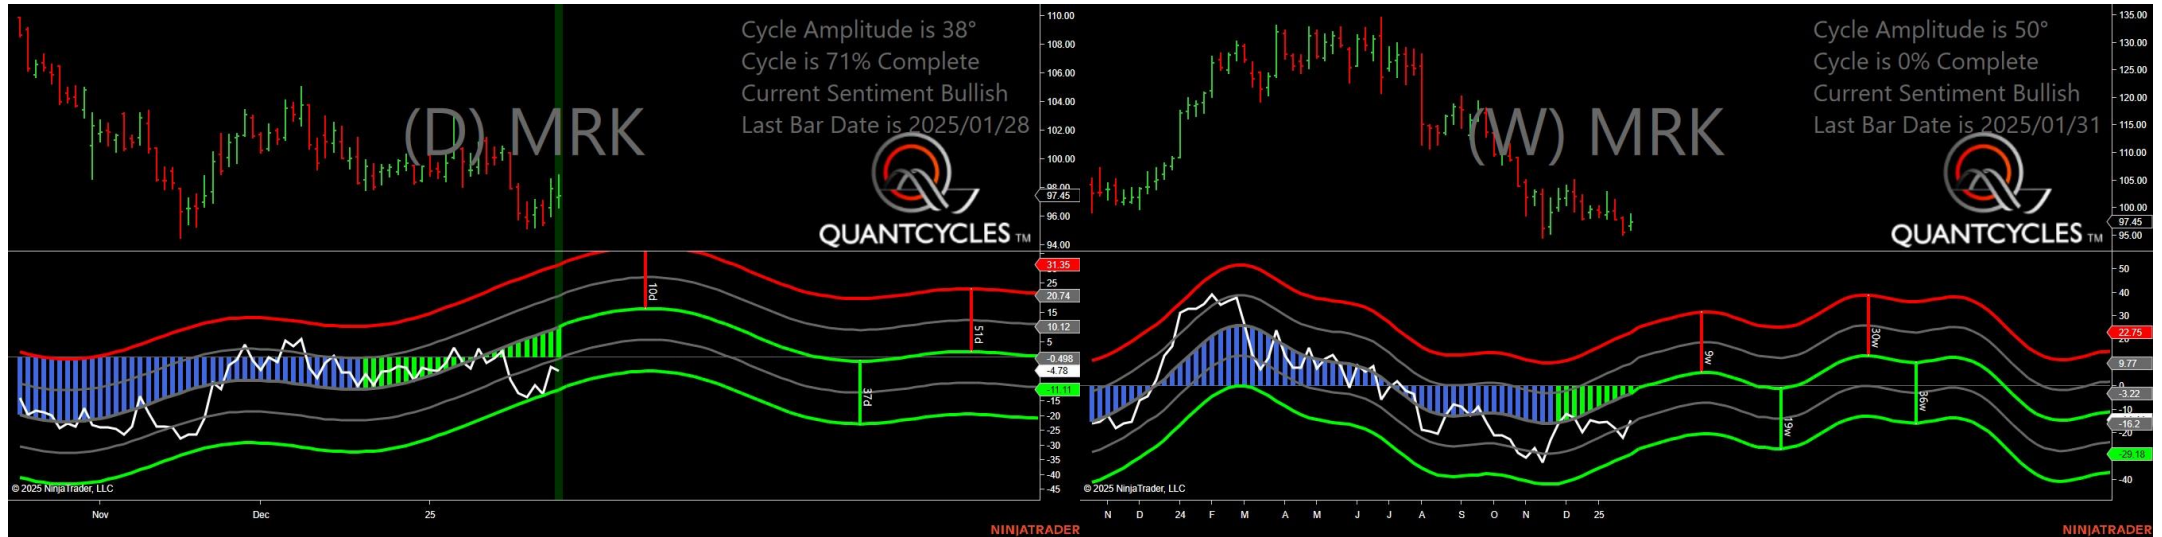 Cycle Amplitude is 38°
Cycle is 71% Complete
Current Sentiment Bullish
Last Bar Date is 2025/01/28
(D) MRK
QUANTCYCLES TM
110.00
108.00
106.00
104.00
102.00
100.00
98.00
97.45
96.00
94.00
31.35
25
20.74
15
10.12
5
-0.498
-4.78
-11.11
-15
-20
-25
-30
-35
-40
-45
10d
37d
51d
© 2025 NinjaTrader, LLC
Nov Dec 25
NINJATRADER
Cycle Amplitude is 50°
Cycle is 0% Complete
Current Sentiment Bullish
Last Bar Date is 2025/01/31
(W) MRK
QUANTCYCLES TM
135.00
130.00
125.00
120.00
115.00
110.00
105.00
100.00
97.45
95.00
50
40
30
22.75
20
9.77
0
-3.22
-10
-16.2
-20
-29.18
-40
9w
19w
30w
36w
© 2025 NinjaTrader, LLC
N D 24 F M A M J J A S O N D 25
NINJATRADER